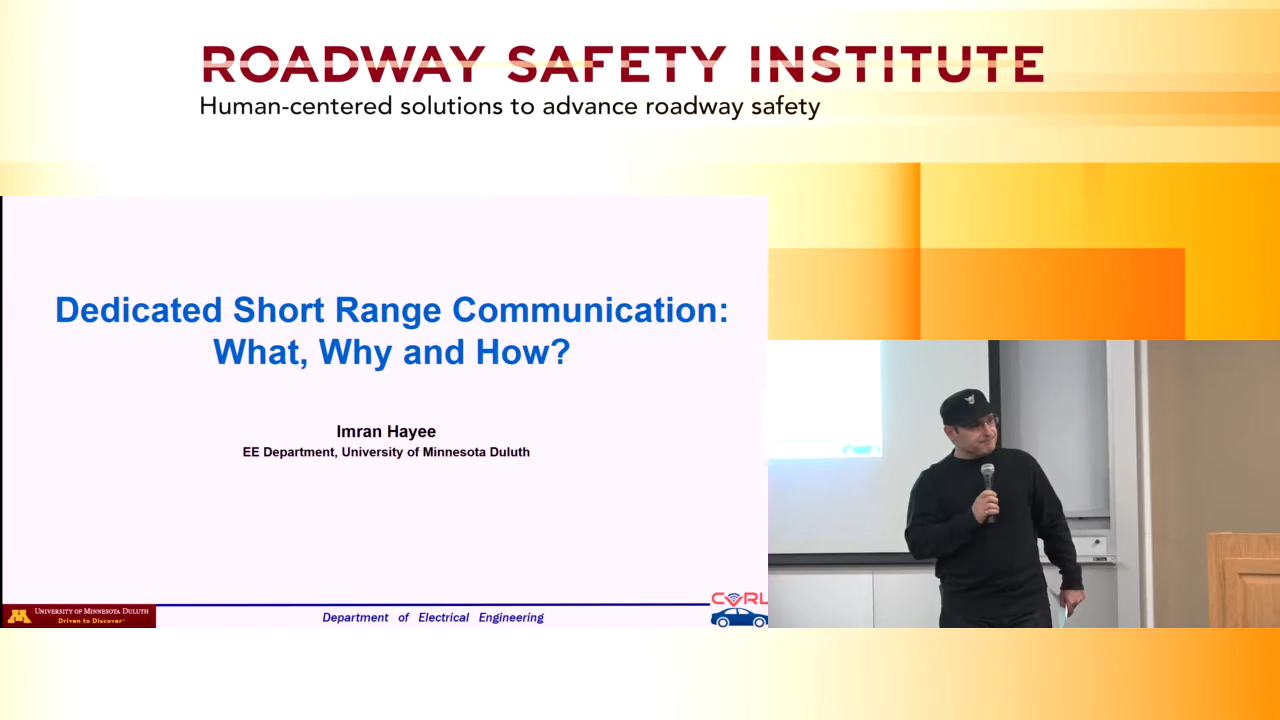 ROADWAY SAFETY INSTITUTE
Human-centered solutions to advance roadway safety
Dedicated Short Range Communication:
What, Why and How?
Imran Hayee
EE Department, University of Minnesota Duluth
UNIVERSITY OF MINNESOTA DULUTH
Driven to Discover
Department of Electrical Engineering
CVRL